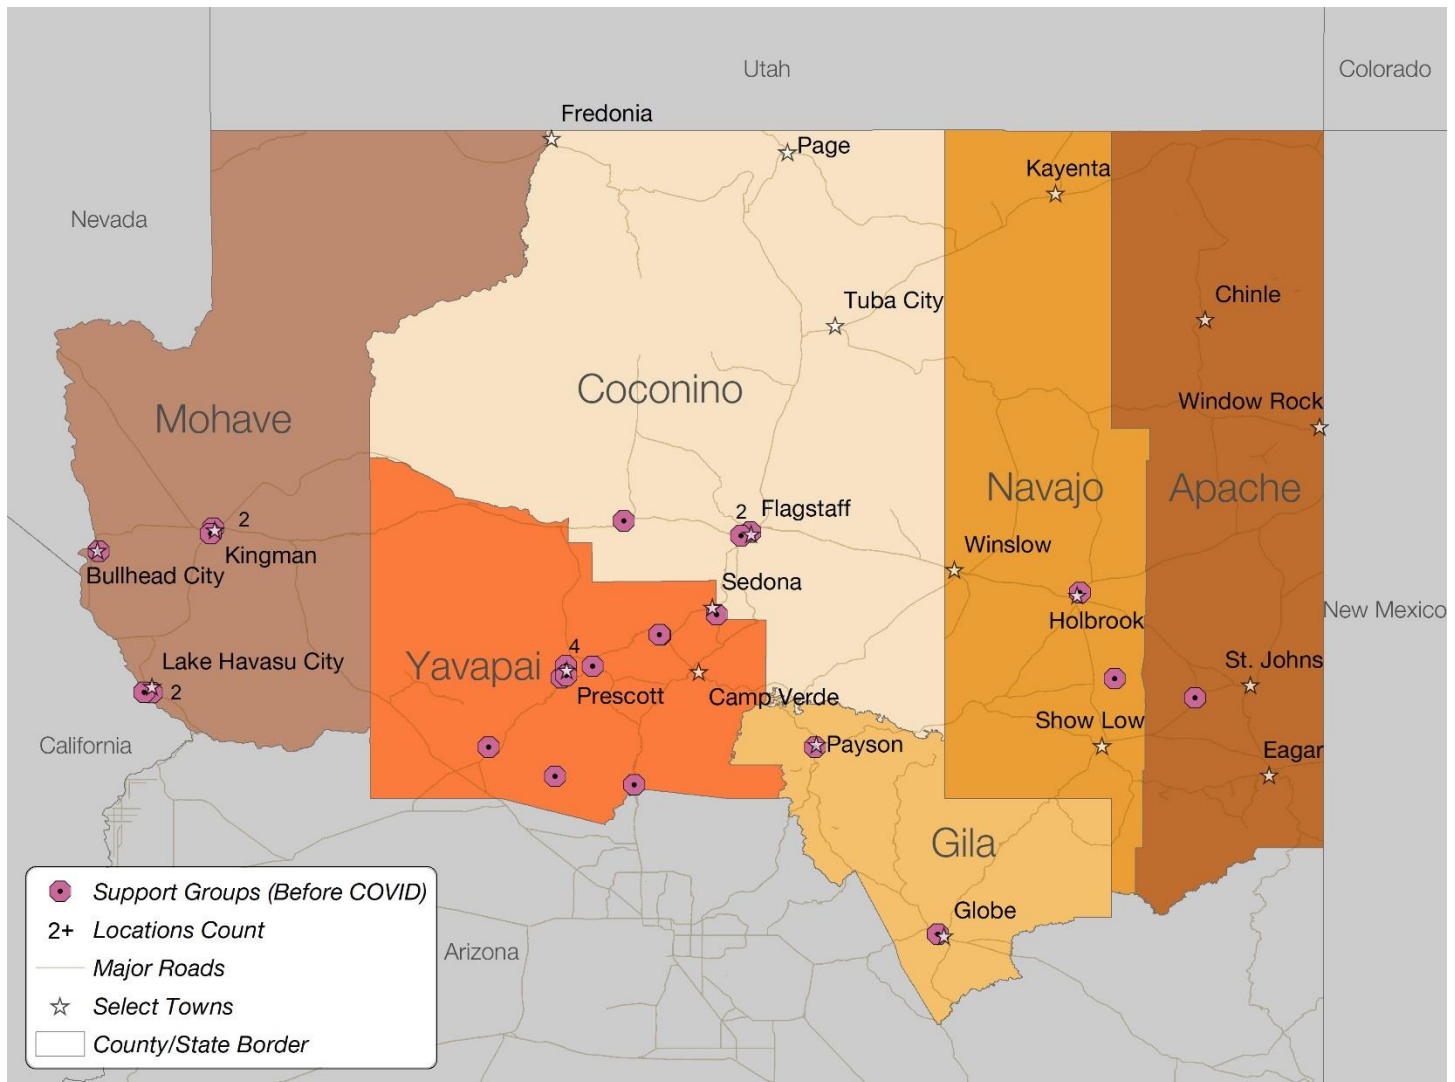 Utah
Colorado
Fredonia
Page
Kayenta
Nevada
Tuba City
Chinle
Coconino
Mohave
Window Rock
Navajo
Apache
2
Kingman
2
Flagstaff
Winslow
Bullhead City
Sedona
Holbrook
New Mexico
4
Yavapai
Prescott
Camp Verde
Lake Havasu City
2
St. Johns
Show Low
California
Payson
Eagar
Gila
Globe
Arizona
Support Groups (Before COVID)
2+ Locations Count
Major Roads
Select Towns
County/State Border